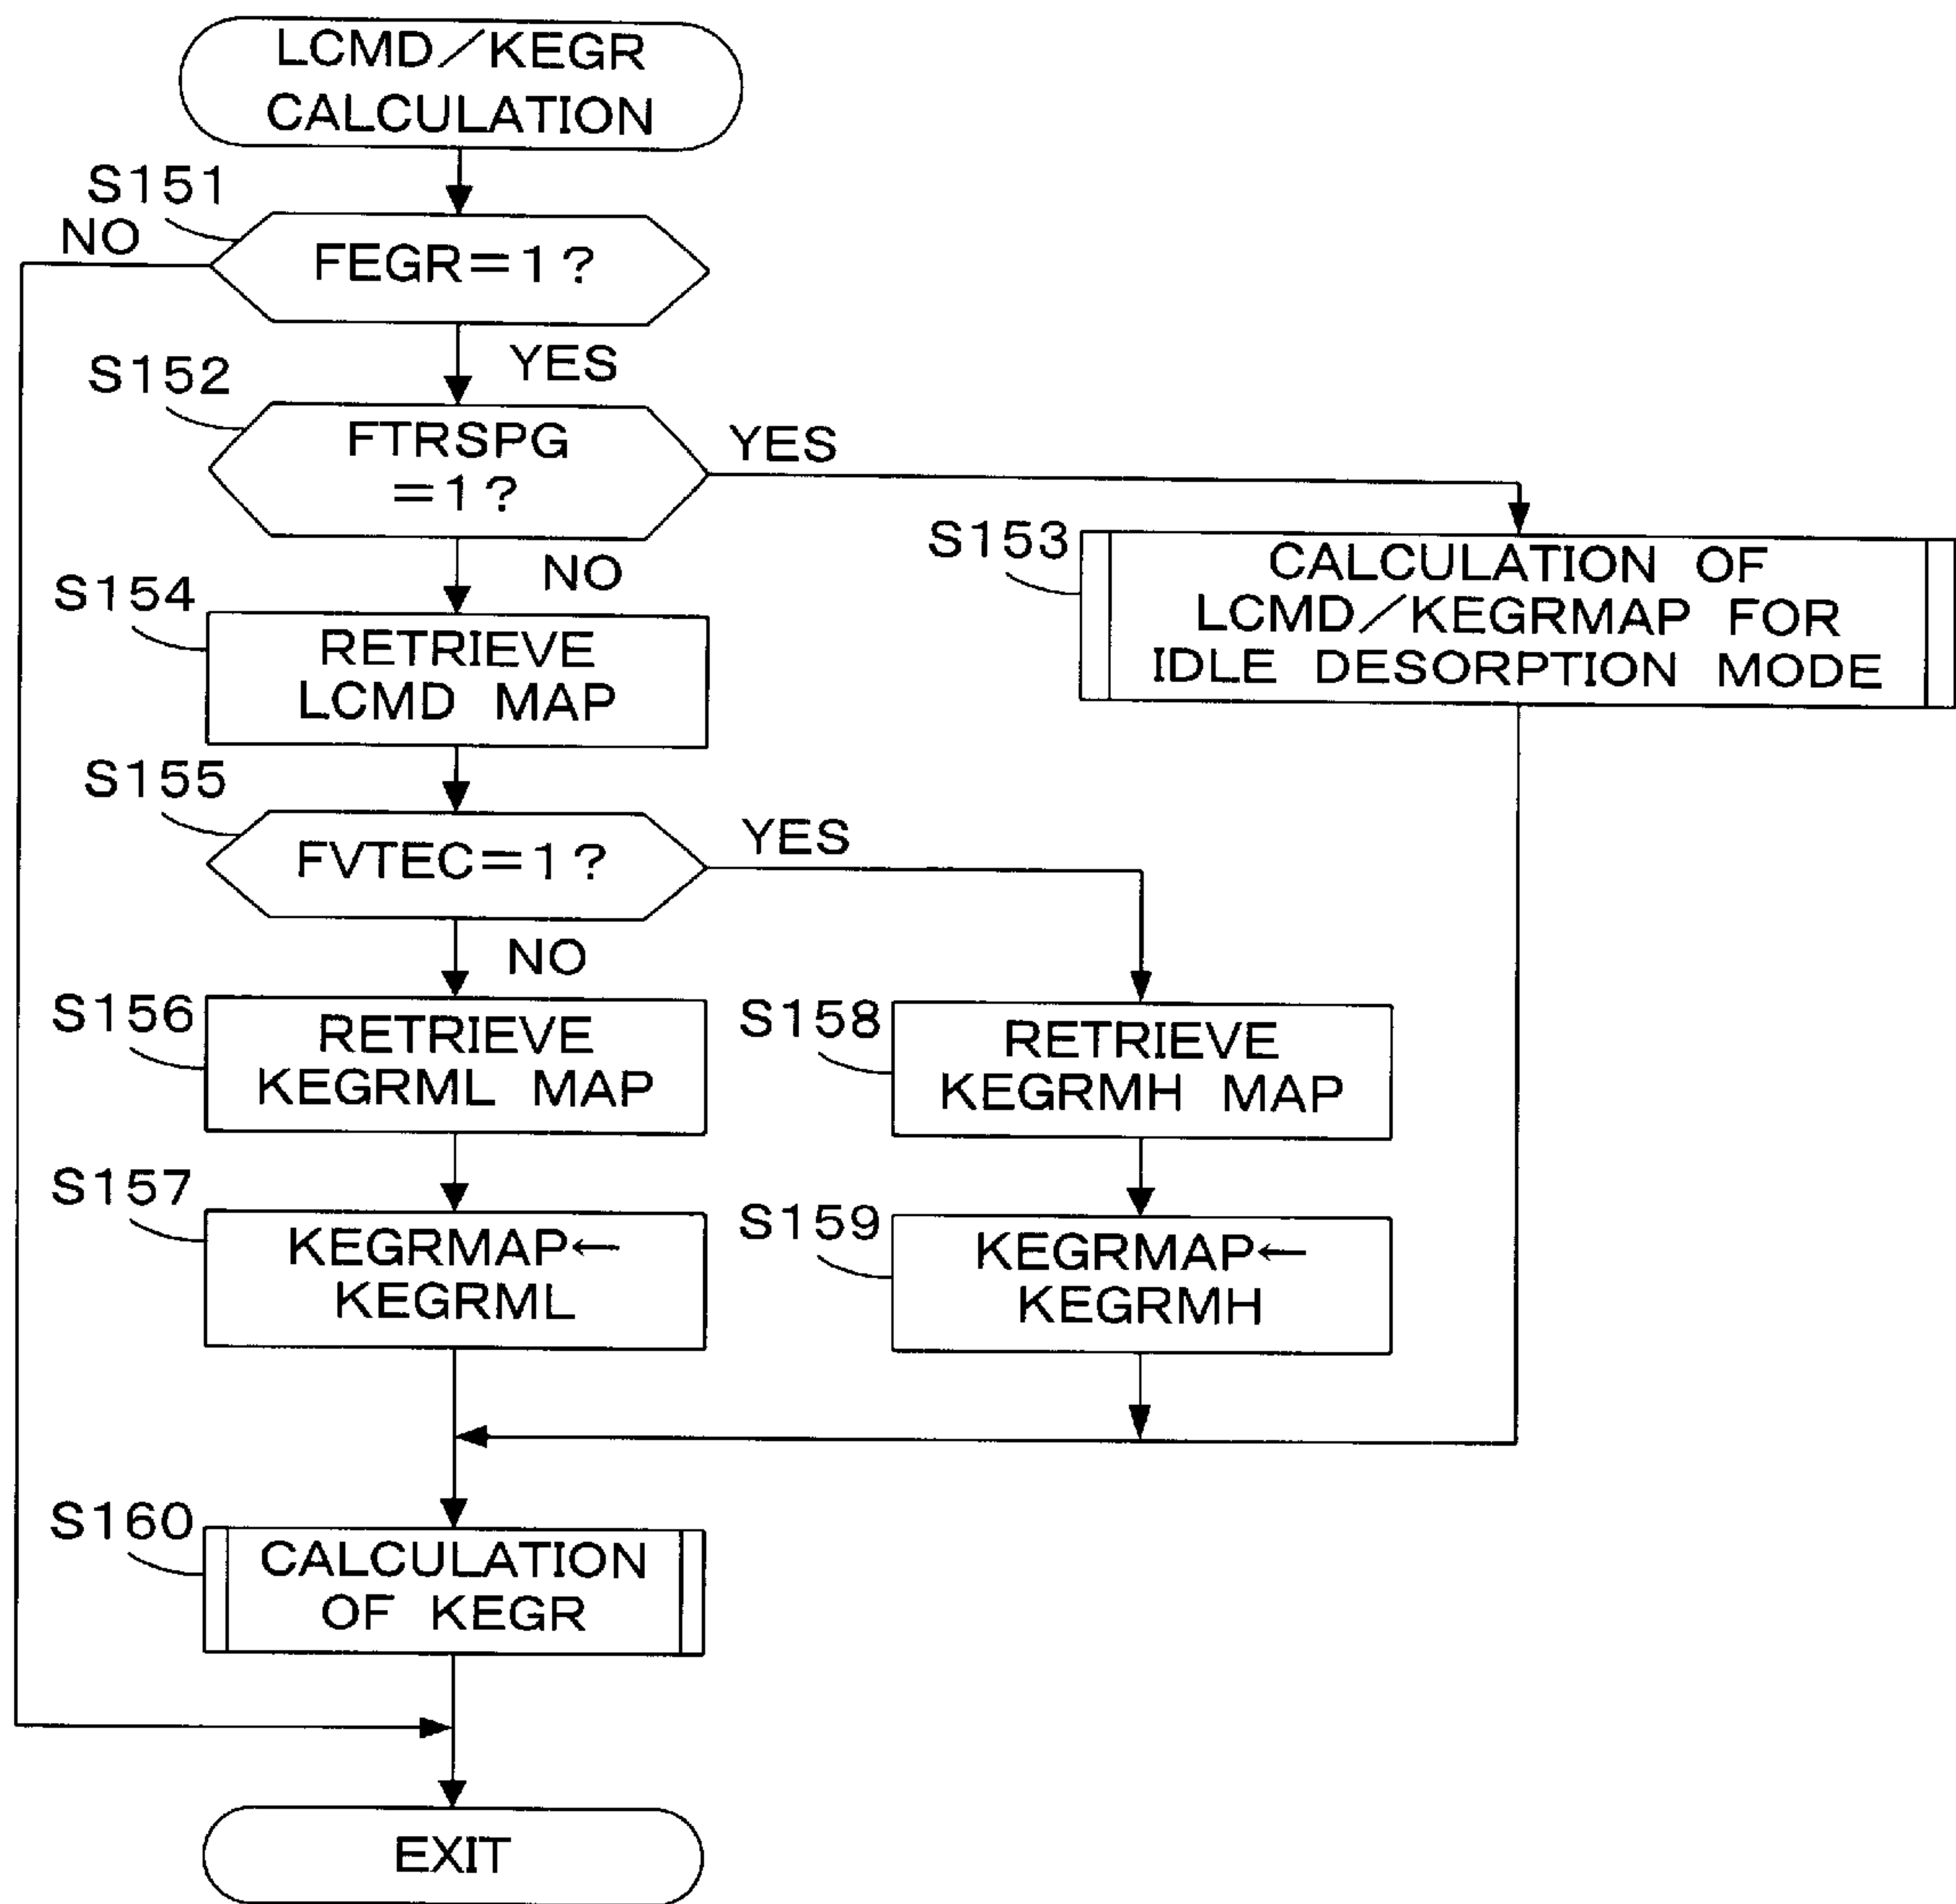 LCMD/KEGR
CALCULATION
S151
NO
FEGR=1?
YES
S152
FTRSPG
=1?
YES
S153
CALCULATION OF
LCMD/KEGRMAP FOR
IDLE DESORPTION MODE
NO
S154
RETRIEVE
LCMD MAP
S155
FVTEC=1?
YES
NO
S156
RETRIEVE
KEGRML MAP
S158
RETRIEVE
KEGRMH MAP
S157
KEGRMAP←
KEGRML
S159
KEGRMAP←
KEGRMH
S160
CALCULATION
OF KEGR
EXIT